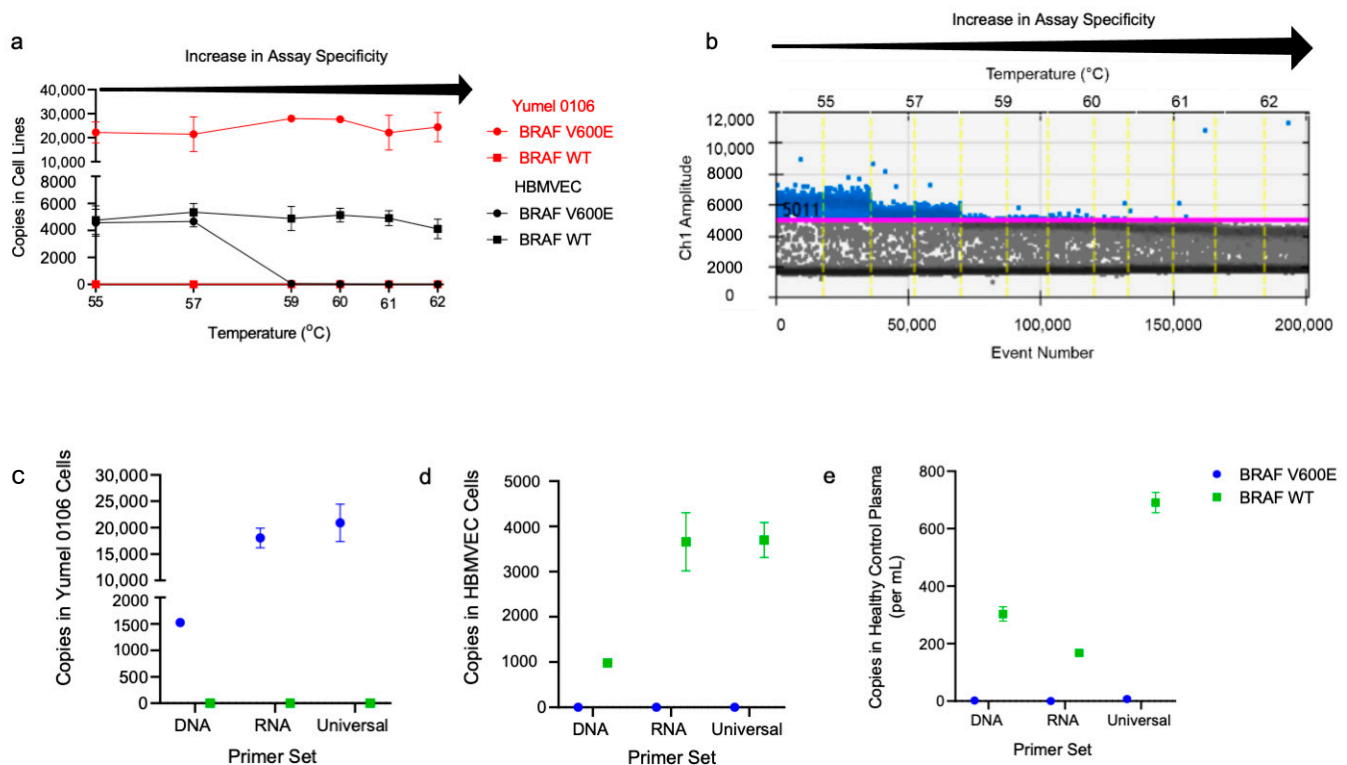 a
Increase in Assay Specificity
Copies in Cell Lines
40,000
30,000
20,000
10,000
8000
6000
4000
2000
0
55
57
59
60
61
62
Temperature (°C)
Yumel 0106
BRAF V600E
BRAF WT
HBMVEC
BRAF V600E
BRAF WT
b
Increase in Assay Specificity
Temperature (°C)
55
57
59
60
61
62
Ch1 Amplitude
12,000
10,000
8000
6000
4000
2000
0
5011
0
50,000
100,000
150,000
200,000
Event Number
c
Copies in Yumel 0106 Cells
30,000
25,000
20,000
15,000
10,000
2000
1500
1000
500
0
DNA
RNA
Universal
Primer Set
d
Copies in HBMVEC Cells
5000
4000
3000
2000
1000
0
DNA
RNA
Universal
Primer Set
e
Copies in Healthy Control Plasma
(per mL)
800
600
400
200
0
DNA
RNA
Universal
Primer Set
BRAF V600E
BRAF WT